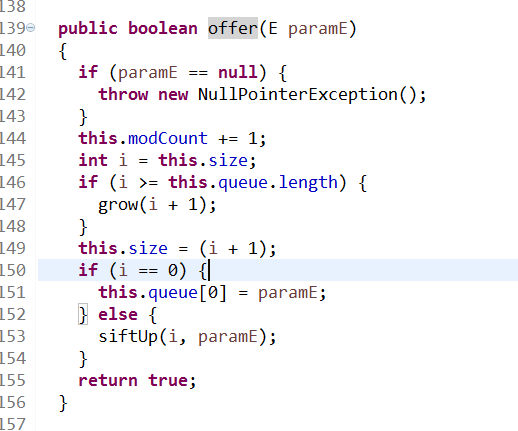 138
139 public boolean offer(E paramE)
140 {
141 if (paramE == null) {
142 throw new NullPointerException();
143 }
144 this.modCount += 1;
145 int i = this.size;
146 if (i >= this.queue.length) {
147 grow(i + 1);
148 }
149 this.size = (i + 1);
150 if (i == 0) {
151 this.queue[0] = paramE;
152 } else {
153 siftUp(i, paramE);
154 }
155 return true;
156 }
157